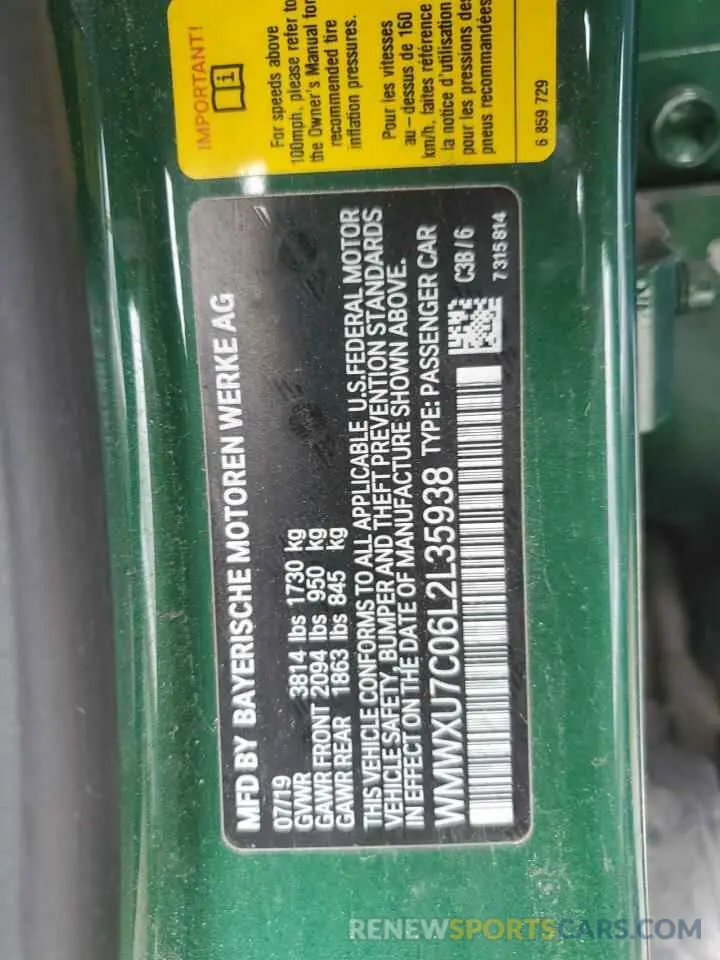 IMPORTANT!
i
For speeds above
100mph, please refer to
the Owner's Manual for
recommended tire
inflation pressures.
Pour les vitesses
au-dessus de 160
km/h, faites référence
la notice d'utilisation
pour les pressions des
pneus recommandées
6 859 729
MFD BY BAYERISCHE MOTOREN WERKE AG
07/19
GVWR 3814 lbs 1730 kg
GAWR FRONT 2094 lbs 950 kg
GAWR REAR 1863 lbs 845 kg
THIS VEHICLE CONFORMS TO ALL APPLICABLE U.S.FEDERAL MOTOR
VEHICLE SAFETY, BUMPER AND THEFT PREVENTION STANDARDS
IN EFFECT ON THE DATE OF MANUFACTURE SHOWN ABOVE.
WMWXU7C06L2L35938 TYPE: PASSENGER CAR
C3B/6
7 315 814
RENEWSPORTSCARS.COM